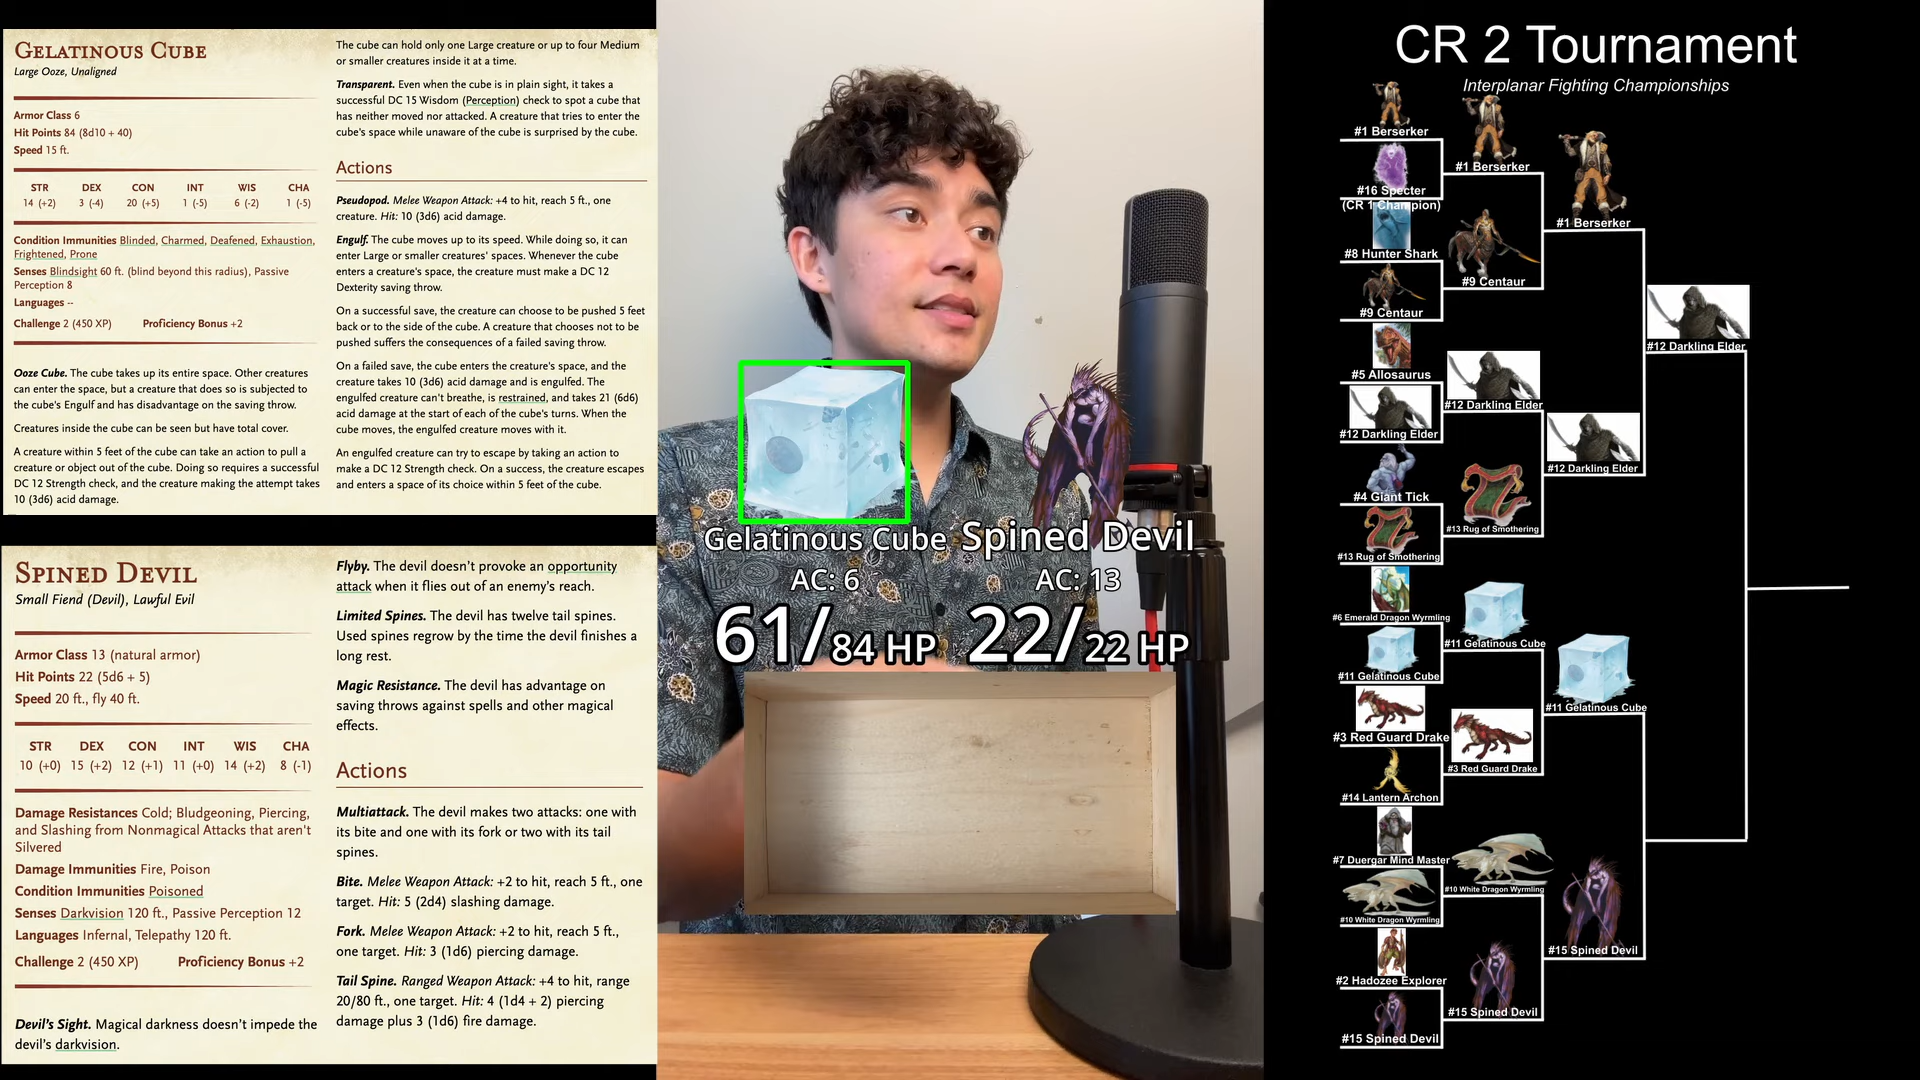 GELATINOUS CUBE
Large Ooze, Unaligned
Armor Class 6
Hit Points 84 (8d10 + 40)
Speed 15 ft.
STR DEX CON INT WIS CHA
14 (+2) 3 (-4) 20 (+5) 1 (-5) 6 (-2) 1 (-5)
Condition Immunities Blinded, Charmed, Deafened, Exhaustion,
Frightened, Prone
Senses Blindsight 60 ft. (blind beyond this radius), Passive
Perception 8
Languages --
Challenge 2 (450 XP) Proficiency Bonus +2
Ooze Cube. The cube takes up its entire space. Other creatures
can enter the space, but a creature that does so is subjected to
the cube's Engulf and has disadvantage on the saving throw.
Creatures inside the cube can be seen but have total cover.
A creature within 5 feet of the cube can take an action to pull a
creature or object out of the cube. Doing so requires a successful
DC 12 Strength check, and the creature making the attempt takes
10 (3d6) acid damage.
The cube can hold only one Large creature or up to four Medium
or smaller creatures inside it at a time.
Transparent. Even when the cube is in plain sight, it takes a
successful DC 15 Wisdom (Perception) check to spot a cube that
has neither moved nor attacked. A creature that tries to enter the
cube's space while unaware of the cube is surprised by the cube.
Actions
Pseudopod. Melee Weapon Attack: +4 to hit, reach 5 ft., one
creature. Hit: 10 (3d6) acid damage.
Engulf. The cube moves up to its speed. While doing so, it can
enter Large or smaller creatures' spaces. Whenever the cube
enters a creature's space, the creature must make a DC 12
Dexterity saving throw.
On a successful save, the creature can choose to be pushed 5 feet
back or to the side of the cube. A creature that chooses not to be
pushed suffers the consequences of a failed saving throw.
On a failed save, the cube enters the creature's space, and the
creature takes 10 (3d6) acid damage and is engulfed. The
engulfed creature can't breathe, is restrained, and takes 21 (6d6)
acid damage at the start of each of the cube's turns. When the
cube moves, the engulfed creature moves with it.
An engulfed creature can try to escape by taking an action to
make a DC 12 Strength check. On a success, the creature escapes
and enters a space of its choice within 5 feet of the cube.
SPINED DEVIL
Small Fiend (Devil), Lawful Evil
Armor Class 13 (natural armor)
Hit Points 22 (5d6 + 5)
Speed 20 ft., fly 40 ft.
STR DEX CON INT WIS CHA
10 (+0) 15 (+2) 12 (+1) 11 (+0) 14 (+2) 8 (-1)
Damage Resistances Cold; Bludgeoning, Piercing,
and Slashing from Nonmagical Attacks that aren't
Silvered
Damage Immunities Fire, Poison
Condition Immunities Poisoned
Senses Darkvision 120 ft., Passive Perception 12
Languages Infernal, Telepathy 120 ft.
Challenge 2 (450 XP) Proficiency Bonus +2
Devil's Sight. Magical darkness doesn't impede the
devil's darkvision.
Flyby. The devil doesn't provoke an opportunity
attack when it flies out of an enemy's reach.
Limited Spines. The devil has twelve tail spines.
Used spines regrow by the time the devil finishes a
long rest.
Magic Resistance. The devil has advantage on
saving throws against spells and other magical
effects.
Actions
Multiattack. The devil makes two attacks: one with
its bite and one with its fork or two with its tail
spines.
Bite. Melee Weapon Attack: +2 to hit, reach 5 ft., one
target. Hit: 5 (2d4) slashing damage.
Fork. Melee Weapon Attack: +2 to hit, reach 5 ft.,
one target. Hit: 3 (1d6) piercing damage.
Tail Spine. Ranged Weapon Attack: +4 to hit, range
20/80 ft., one target. Hit: 4 (1d4 + 2) piercing
damage plus 3 (1d6) fire damage.
Gelatinous Cube
AC: 6
61/84 HP
Spined Devil
AC: 13
22/22 HP
CR 2 Tournament
Interplanar Fighting Championships
#1 Berserker
#16 Specter
(CR 1 Champion)
#8 Hunter Shark
#9 Centaur
#5 Allosaurus
#12 Darkling Elder
#4 Giant Tick
#13 Rug of Smothering
#6 Emerald Dragon Wyrmling
#11 Gelatinous Cube
#3 Red Guard Drake
#14 Lantern Archon
#7 Duergar Mind Master
#10 White Dragon Wyrmling
#2 Hadozee Explorer
#15 Spined Devil
#1 Berserker
#9 Centaur
#12 Darkling Elder
#13 Rug of Smothering
#11 Gelatinous Cube
#3 Red Guard Drake
#10 White Dragon Wyrmling
#15 Spined Devil
#1 Berserker
#12 Darkling Elder
#11 Gelatinous Cube
#15 Spined Devil
#12 Darkling Elder